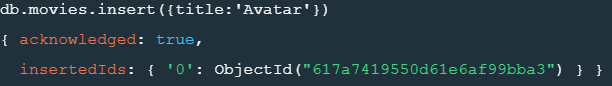 db.movies.insert({title:'Avatar'})
{ acknowledged: true,
insertedIds: { '0': ObjectId("617a7419550d61e6af99bba3") } }